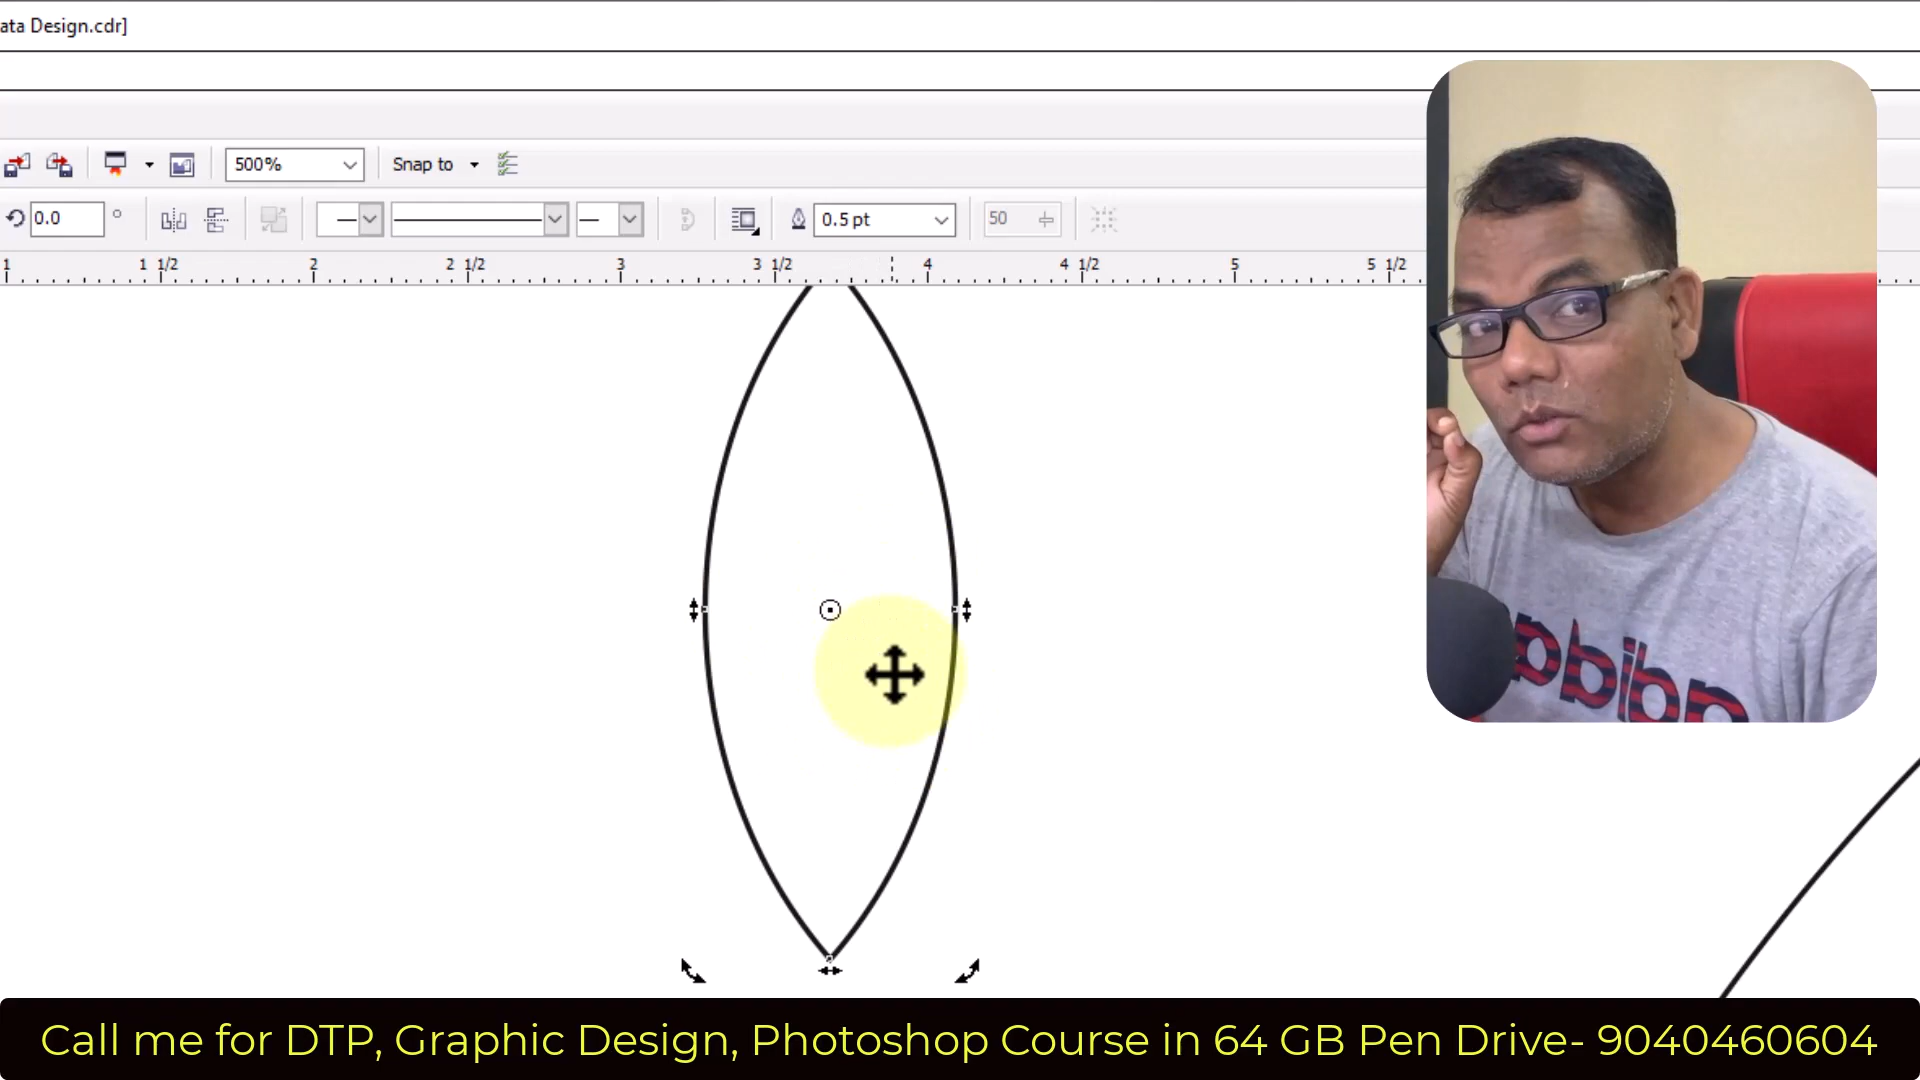 ata Design.cdr]
500%
Snap to
0.0 °
0.5 pt
50
1 1 1/2 2 2 1/2 3 3 1/2 4 4 1/2 5 5 1/2
Call me for DTP, Graphic Design, Photoshop Course in 64 GB Pen Drive- 9040460604